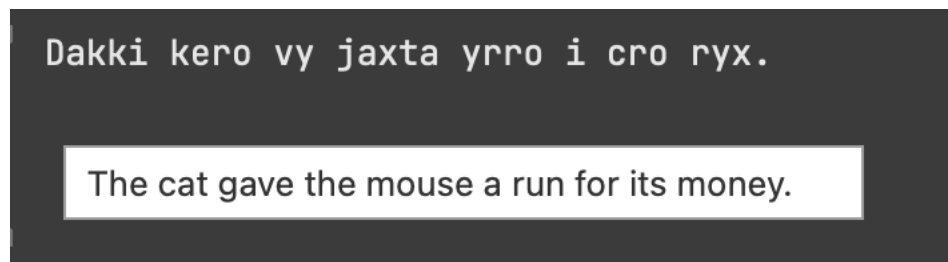 Dakki kero vy jaxta yrro i cro ryx.
The cat gave the mouse a run for its money.